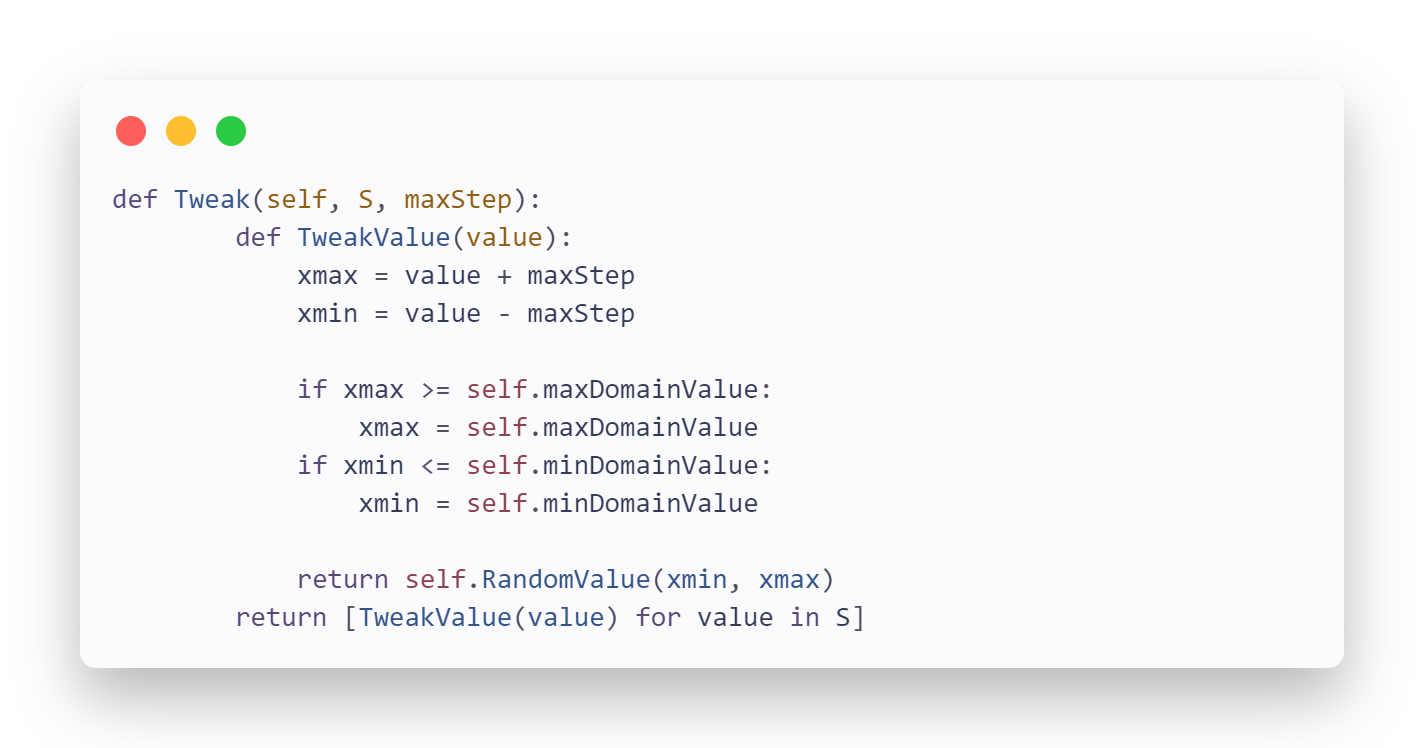 def Tweak(self, S, maxStep):
        def TweakValue(value):
            xmax = value + maxStep
            xmin = value - maxStep

            if xmax >= self.maxDomainValue:
                xmax = self.maxDomainValue
            if xmin <= self.minDomainValue:
                xmin = self.minDomainValue

            return self.RandomValue(xmin, xmax)
        return [TweakValue(value) for value in S]